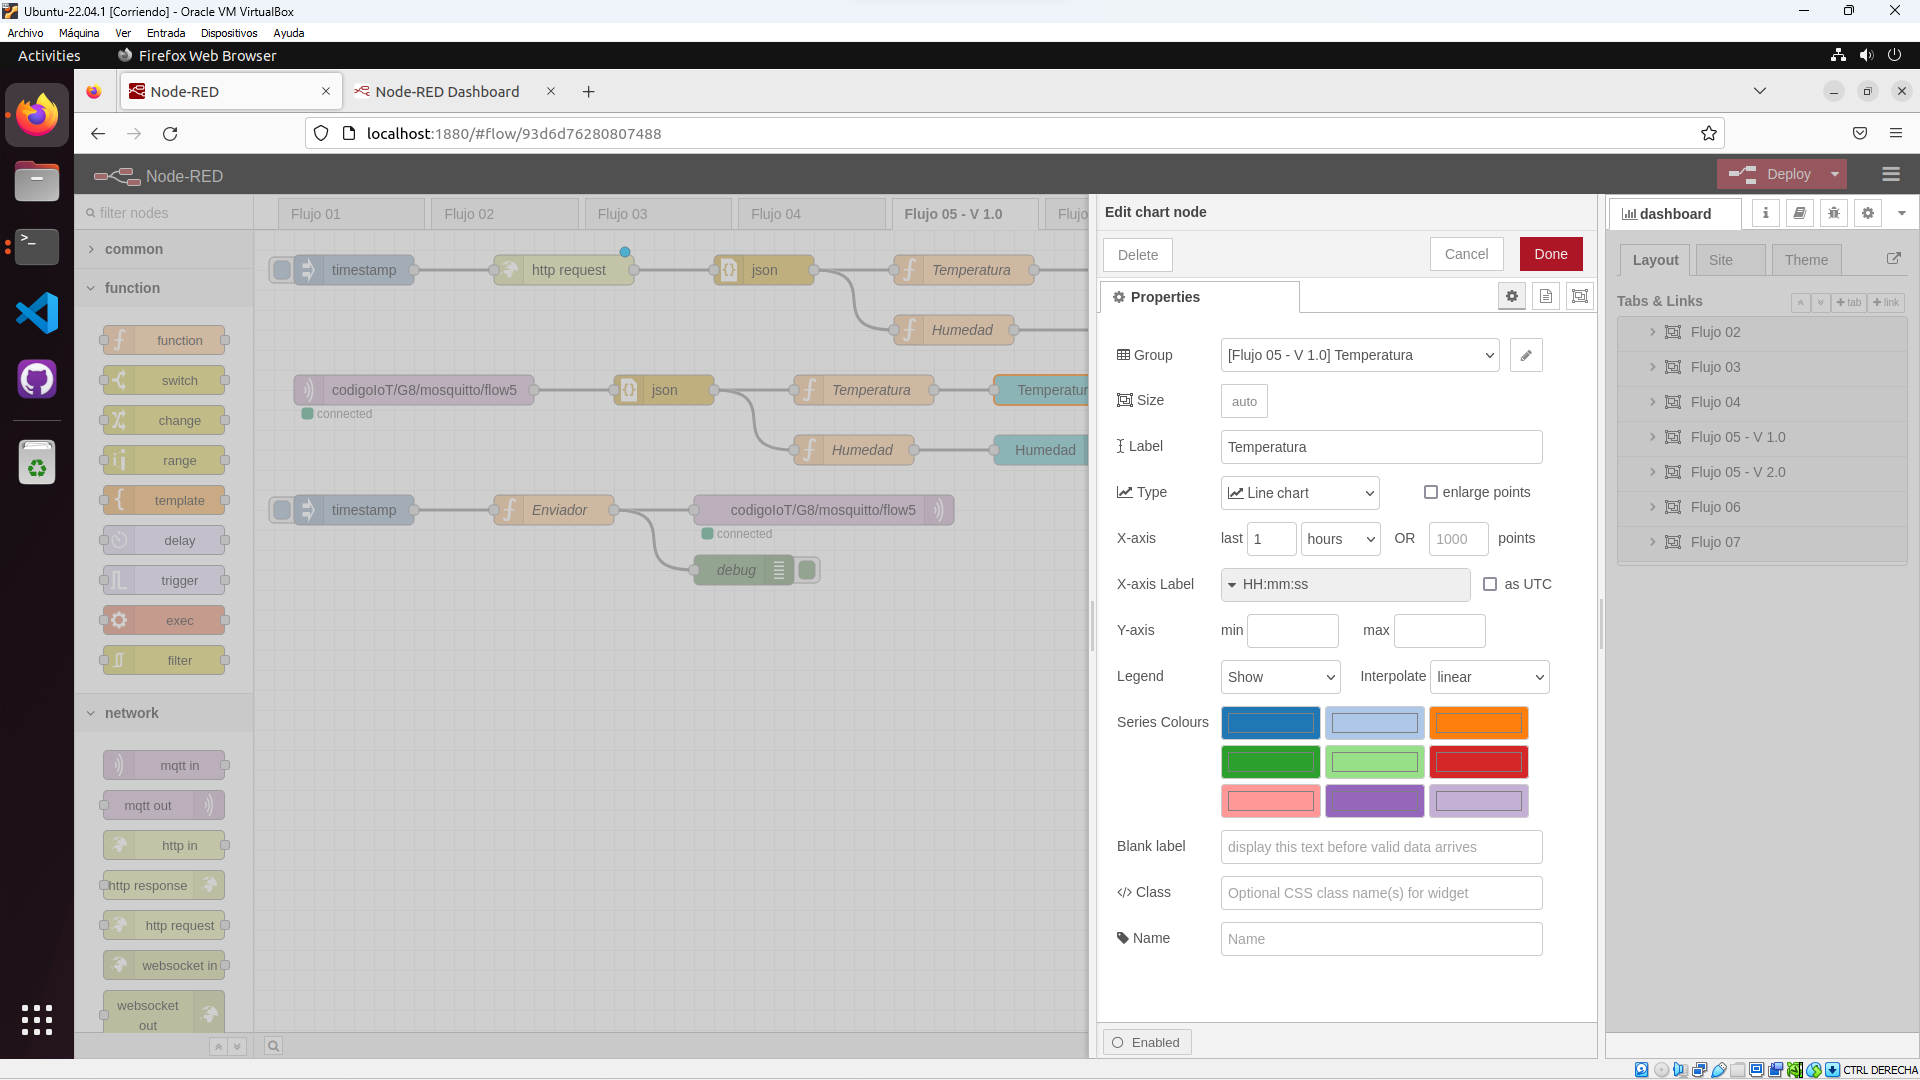 Ubuntu-22.04.1 [Corriendo] - Oracle VM VirtualBox
Archivo Máquina Ver Entrada Dispositivos Ayuda
Activities Firefox Web Browser
Node-RED Node-RED Dashboard
localhost:1880/#flow/93d6d76280807488
Node-RED Deploy
filter nodes Flujo 01 Flujo 02 Flujo 03 Flujo 04 Flujo 05 - V 1.0 Flujo
common
function
function
switch
change
range
template
delay
trigger
exec
filter
network
mqtt in
mqtt out
http in
http response
http request
websocket in
websocket
out
timestamp http request json Temperatura
Humedad
codigoIoT/G8/mosquitto/flow5 json Temperatura Temperatur
connected
Humedad Humedad
timestamp Enviador codigoIoT/G8/mosquitto/flow5
connected
debug
Edit chart node
Delete Cancel Done
Properties
Group [Flujo 05 - V 1.0] Temperatura
Size auto
Label Temperatura
Type Line chart enlarge points
X-axis last 1 hours OR 1000 points
X-axis Label HH:mm:ss as UTC
Y-axis min max
Legend Show Interpolate linear
Series Colours
Blank label display this text before valid data arrives
</> Class Optional CSS class name(s) for widget
Name Name
Enabled
dashboard
Layout Site Theme
Tabs & Links + tab + link
Flujo 02
Flujo 03
Flujo 04
Flujo 05 - V 1.0
Flujo 05 - V 2.0
Flujo 06
Flujo 07
CTRL DERECHA